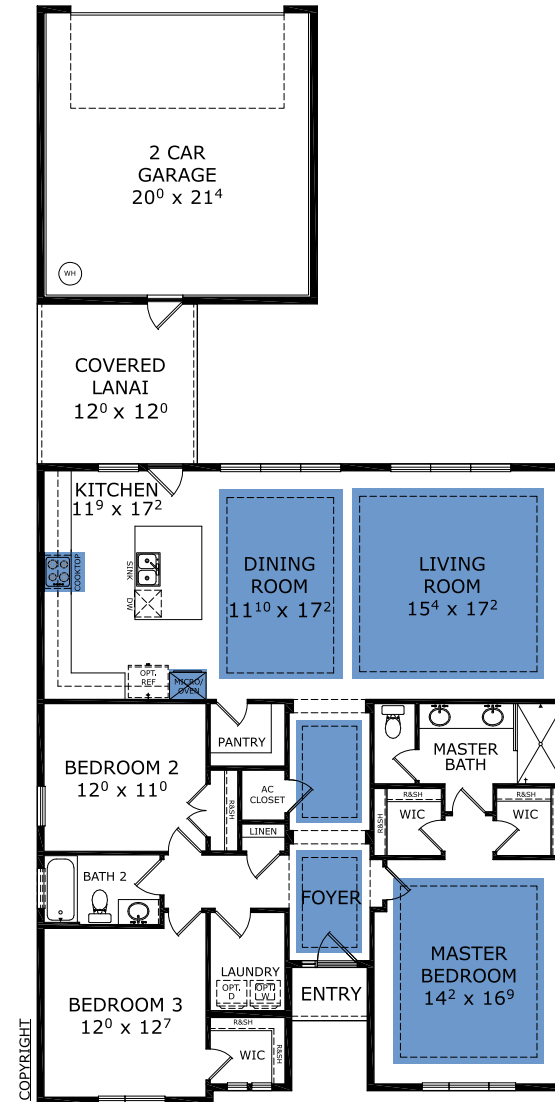 2 CAR
GARAGE
20⁰ x 21⁴
WH
COVERED
LANAI
12⁰ x 12⁰
KITCHEN
11⁹ x 17²
COOKTOP
SINK
DW
DINING
ROOM
11¹⁰ x 17²
LIVING
ROOM
15⁴ x 17²
OPT.
REF
MICRO/
OVEN
PANTRY
MASTER
BATH
BEDROOM 2
12⁰ x 11⁰
R&SH
AC
CLOSET
R&SH
R&SH
WIC
R&SH
WIC
LINEN
BATH 2
FOYER
LAUNDRY
OPT.
D
OPT.
W
ENTRY
MASTER
BEDROOM
14² x 16⁹
BEDROOM 3
12⁰ x 12⁷
R&SH
R&SH
WIC
COPYRIGHT